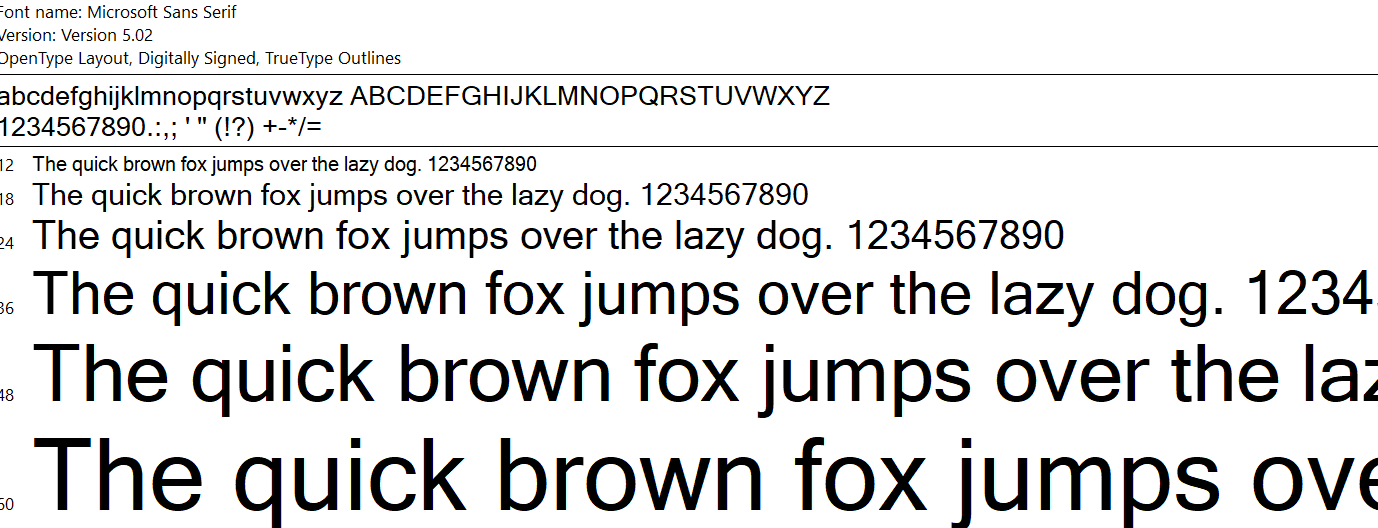 Font name: Microsoft Sans Serif
Version: Version 5.02
OpenType Layout, Digitally Signed, TrueType Outlines
abcdefghijklmnopqrstuvwxyz ABCDEFGHIJKLMNOPQRSTUVWXYZ
1234567890.:,; ' " (!?) +-*/=
12 The quick brown fox jumps over the lazy dog. 1234567890
18 The quick brown fox jumps over the lazy dog. 1234567890
24 The quick brown fox jumps over the lazy dog. 1234567890
36 The quick brown fox jumps over the lazy dog. 1234
48 The quick brown fox jumps over the laz
60 The quick brown fox jumps ove